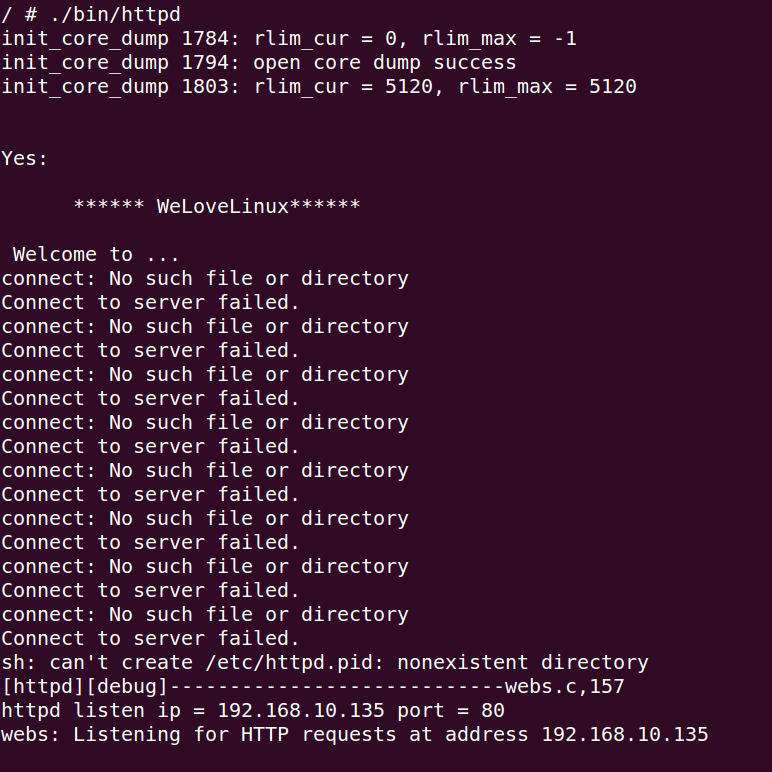 / # ./bin/httpd
init_core_dump 1784: rlim_cur = 0, rlim_max = -1
init_core_dump 1794: open core dump success
init_core_dump 1803: rlim_cur = 5120, rlim_max = 5120
Yes:
****** WeLoveLinux******
Welcome to ...
connect: No such file or directory
Connect to server failed.
connect: No such file or directory
Connect to server failed.
connect: No such file or directory
Connect to server failed.
connect: No such file or directory
Connect to server failed.
connect: No such file or directory
Connect to server failed.
connect: No such file or directory
Connect to server failed.
connect: No such file or directory
Connect to server failed.
connect: No such file or directory
Connect to server failed.
sh: can't create /etc/httpd.pid: nonexistent directory
[httpd][debug]----------------------------webs.c,157
httpd listen ip = 192.168.10.135 port = 80
webs: Listening for HTTP requests at address 192.168.10.135